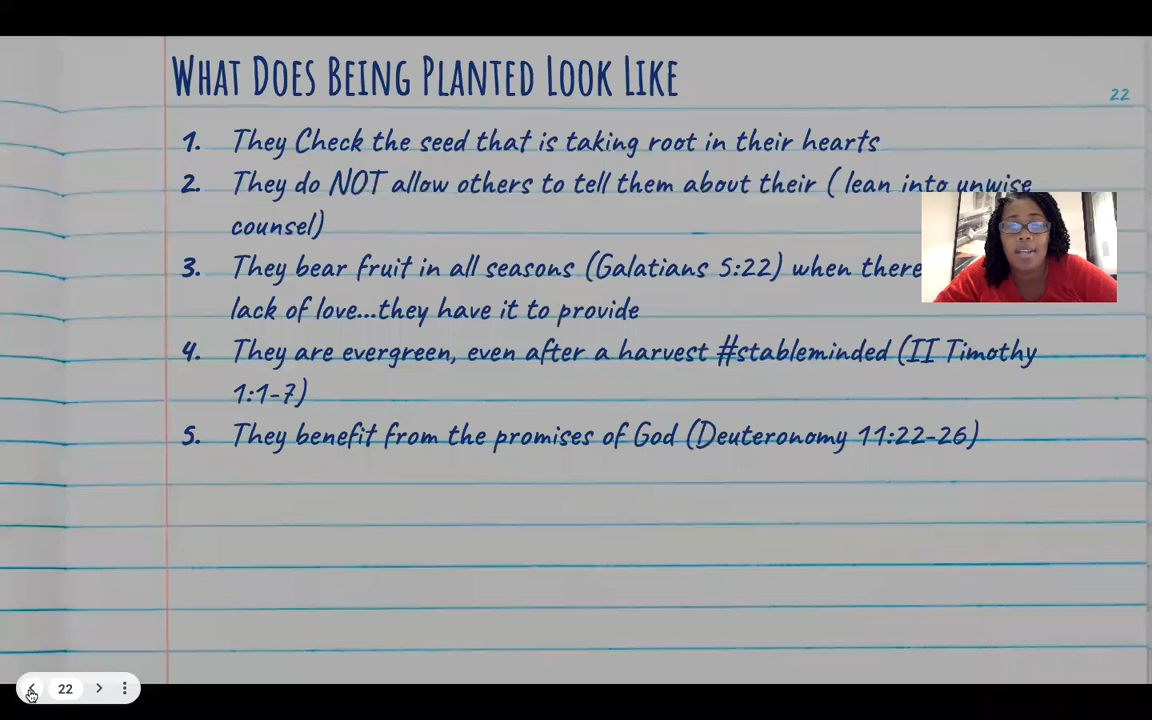 WHAT DOES BEING PLANTED LOOK LIKE
22
1. They Check the seed that is taking root in their hearts
2. They do NOT allow others to tell them about their ( lean into unwise
counsel)
3. They bear fruit in all seasons (Galatians 5:22) when there
lack of love...they have it to provide
4. They are evergreen, even after a harvest #stableminded (II Timothy
1:1-7)
5. They benefit from the promises of God (Deuteronomy 11:22-26)
22